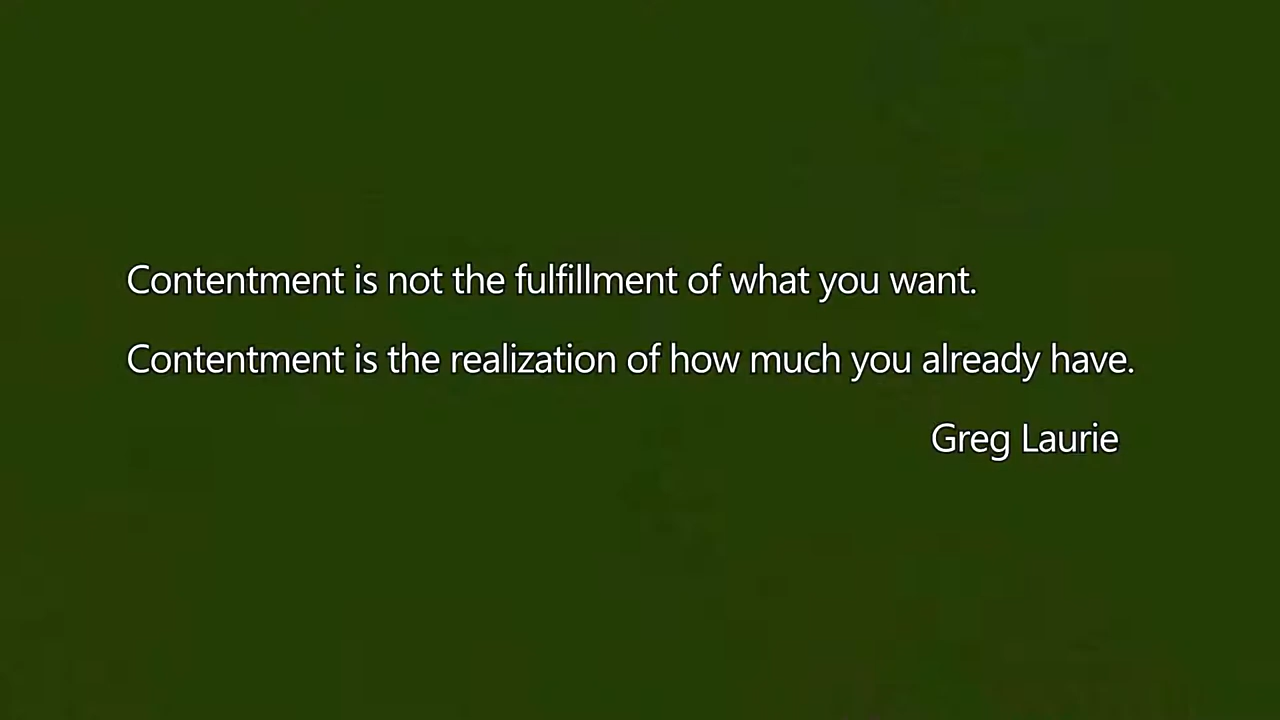 Contentment is not the fulfillment of what you want.
Contentment is the realization of how much you already have.
Greg Laurie